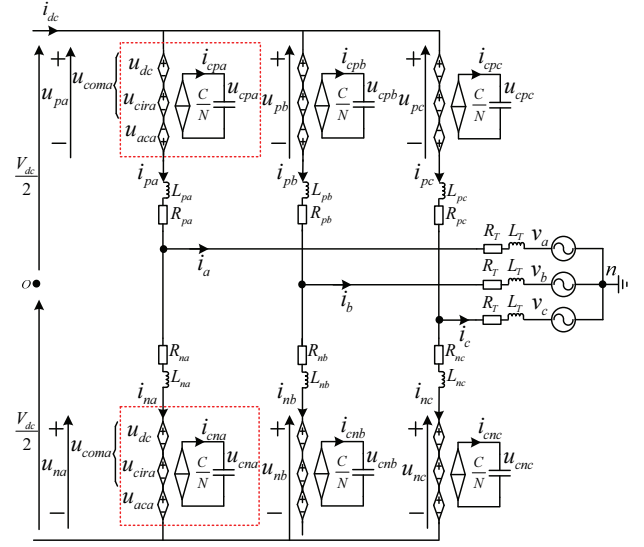 i_dc
+ u_dc i_cpa + i_cpb + i_cpc
u_coma u_cira C/N u_cpa u_pb C/N u_cpb u_pc C/N u_cpc
u_pa
− u_aca − −
V_dc/2
i_pa L_pa i_pb L_pb i_pc L_pc
R_pa R_pb R_pc
R_T L_T v_a
i_a
R_T L_T v_b n
o
i_b
R_T L_T v_c
i_c
R_na R_nb R_nc
L_na L_nb L_nc
i_na i_nb i_nc
V_dc/2
+ u_dc i_cna + i_cnb + i_cnc
u_coma u_cira C/N u_cna u_nb C/N u_cnb u_nc C/N u_cnc
u_na
− u_aca − −